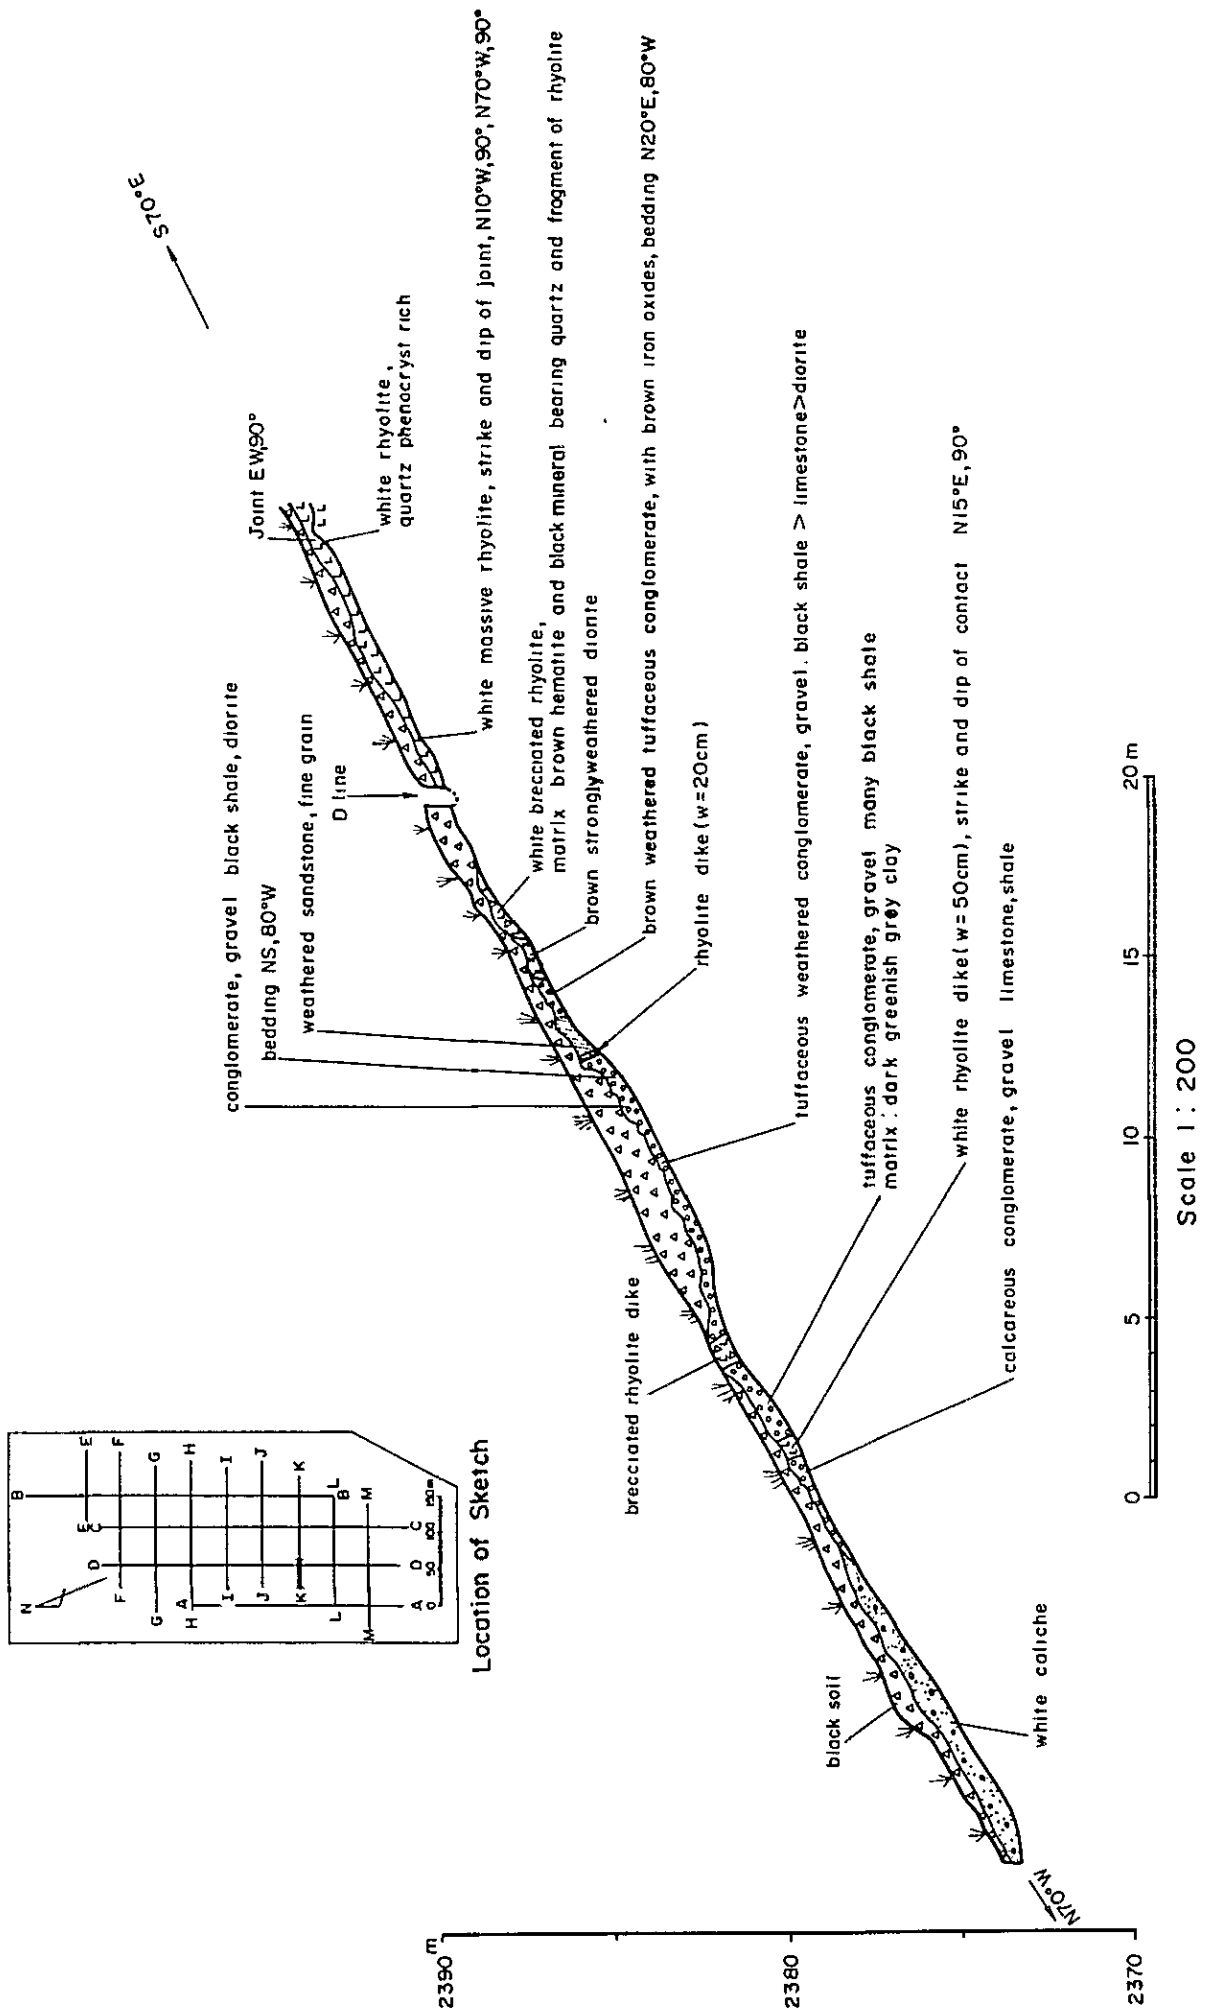 S70°E
Joint EW,90°
white rhyolite,
quartz phenacryst rich
white massive rhyolite, strike and dip of joint, N10°W,90°, N70°W,90°
conglomerate, gravel black shale, diorite
bedding NS,80°W
weathered sandstone, fine grain
D line
white brecciated rhyolite,
matrix brown hematite and black mineral bearing quartz and fragment of rhyolite
brown strongly weathered diorite
brown weathered tuffaceous conglomerate, with brown iron oxides, bedding N20°E,80°W
rhyolite dike (w=20cm)
tuffaceous weathered conglomerate, gravel. black shale > limestone>diorite
brecciated rhyolite dike
tuffaceous conglomerate, gravel many black shale
matrix: dark greenish grey clay
white rhyolite dike (w=50cm), strike and dip of contact N15°E,90°
calcareous conglomerate, gravel limestone, shale
black soil
white caliche
N70°W
m
2390
2380
2370
0 5 10 15 20m
Scale 1: 200
N
B
E E
C
D
F F
G G
A
H H
I I
J J
K K
L L
B
M M
A D C
0 50 100 150m
Location of Sketch